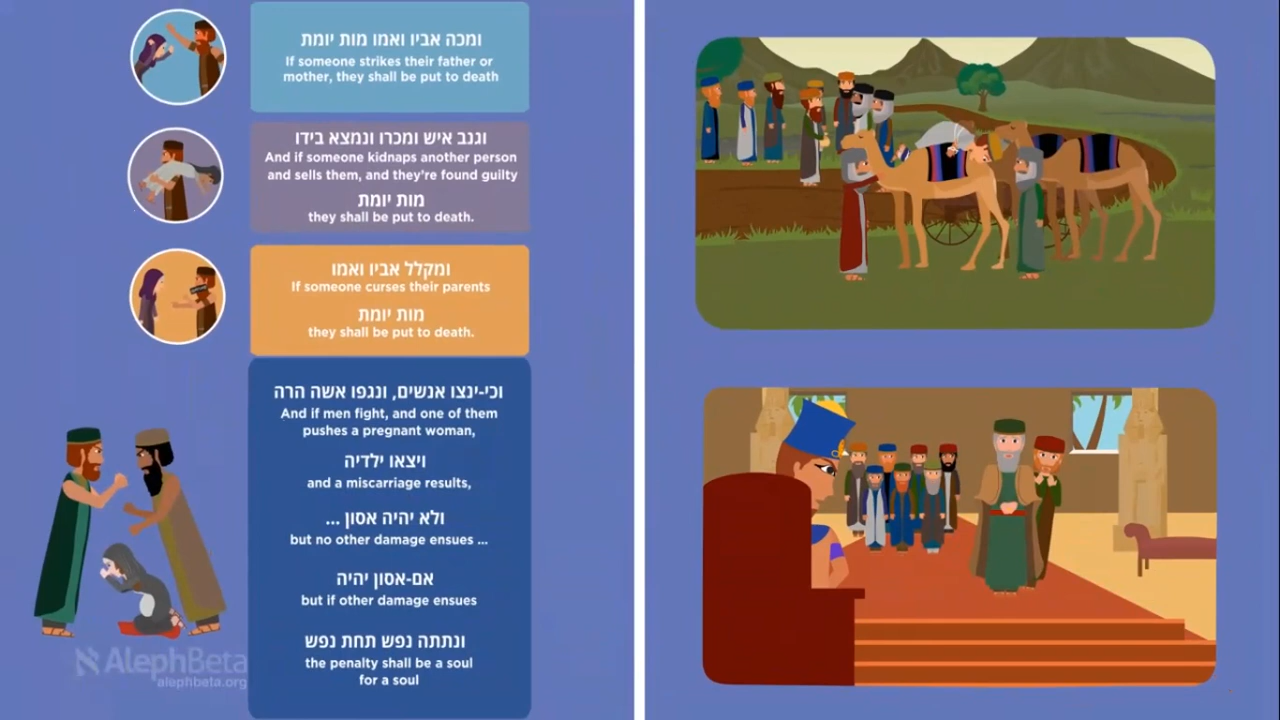 ומכה אביו ואמו מות יומת
If someone strikes their father or
mother, they shall be put to death
וגנב איש ומכרו ונמצא בידו
And if someone kidnaps another person
and sells them, and they're found guilty
מות יומת
they shall be put to death.
ומקלל אביו ואמו
If someone curses their parents
מות יומת
they shall be put to death.
וכי-ינצו אנשים, ונגפו אשה הרה
And if men fight, and one of them
pushes a pregnant woman,
ויצאו ילדיה
and a miscarriage results,
ולא יהיה אסון ...
but no other damage ensues ...
אם-אסון יהיה
but if other damage ensues
ונתתה נפש תחת נפש
the penalty shall be a soul
for a soul
AlephBeta
alephbeta.org